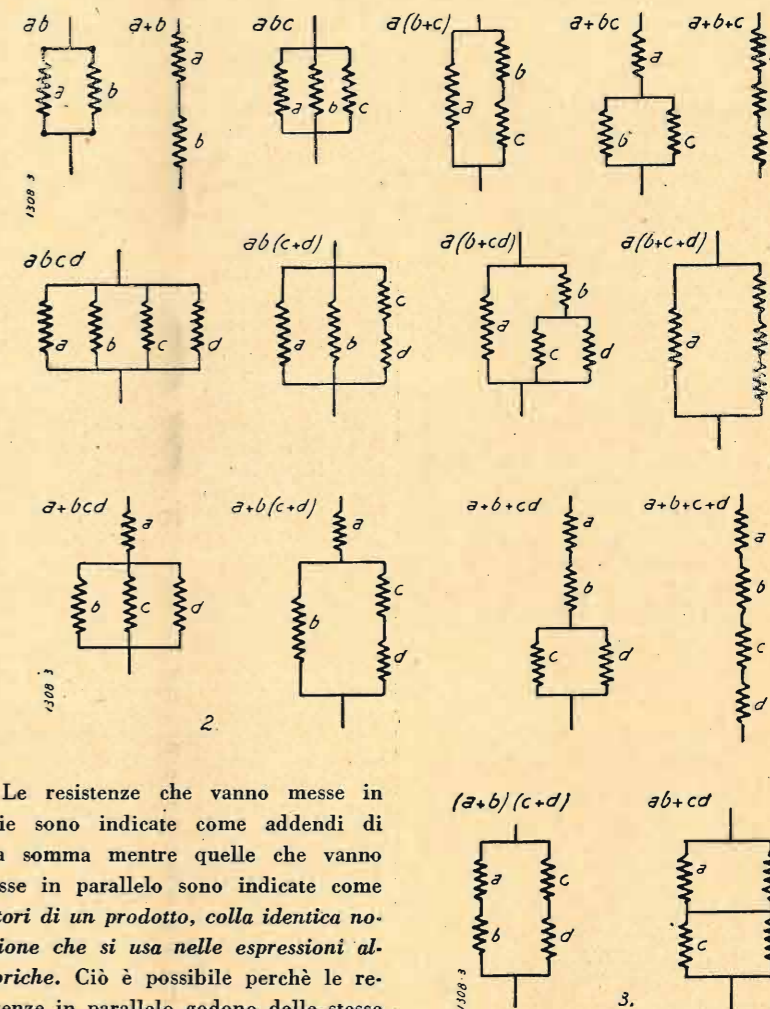 ab a+b abc a(b+c) a+bc a+b+c
a b a b a b c a b c a b c
1308 3
abcd ab(c+d) a(b+cd) a(b+c+d)
a b c d a b c d a b c d a
a+bcd a+b(c+d) a+b+cd a+b+c+d
a b c d a b c d a b c d a b c d
1308 3
2.
(a+b)(c+d) ab+cd
a b c d a c
1308-3
3.
Le resistenze che vanno messe in
ie sono indicate come addendi di
a somma mentre quelle che vanno
sse in parallelo sono indicate come
tori di un prodotto, colla identica no-
ione che si usa nelle espressioni al-
briche. Ciò è possibile perchè le re-
tenze in parallelo godono delle stesse